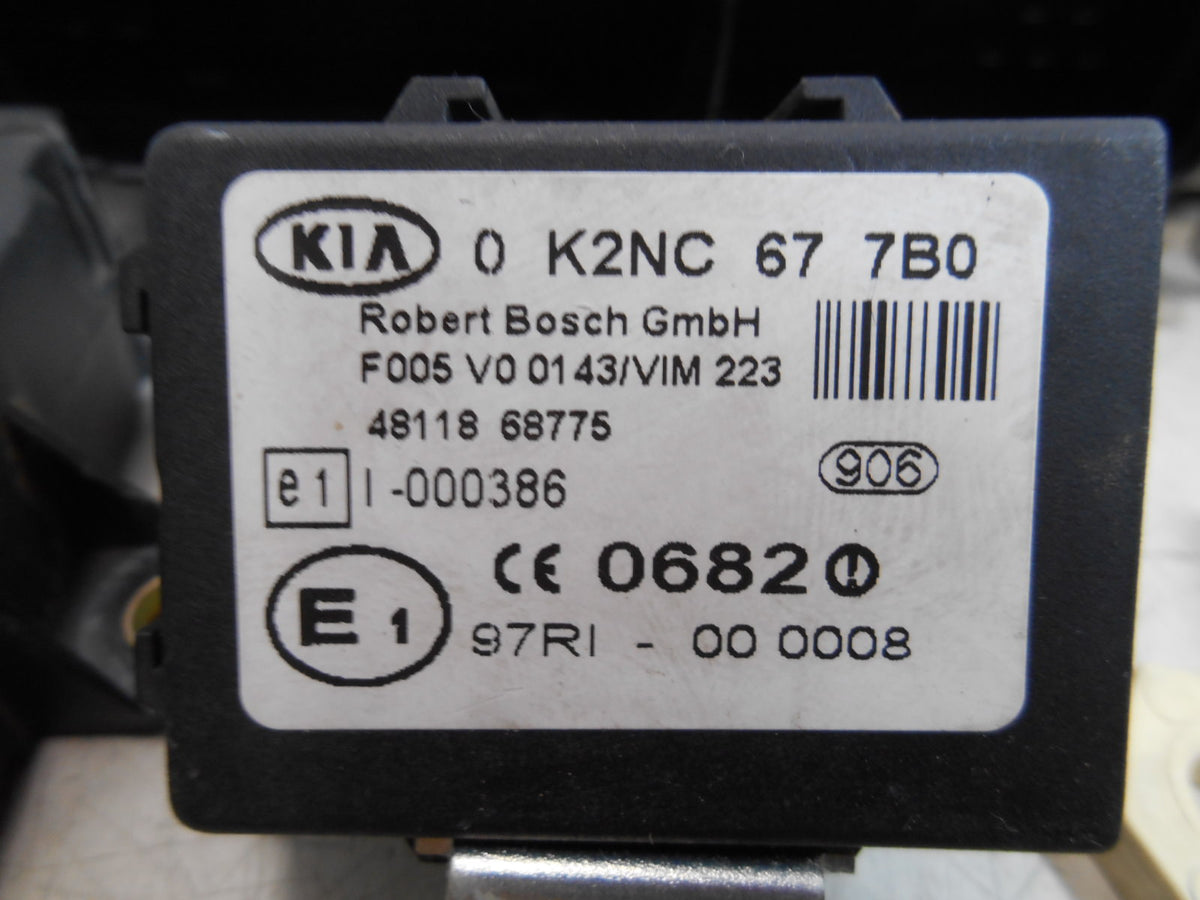 KIA 0 K2NC 67 7B0
Robert Bosch GmbH
F005 V0 0143/VIM 223
48118 68775
906
e1 I -000386
CE 0682
E1 97RI - 00 0008